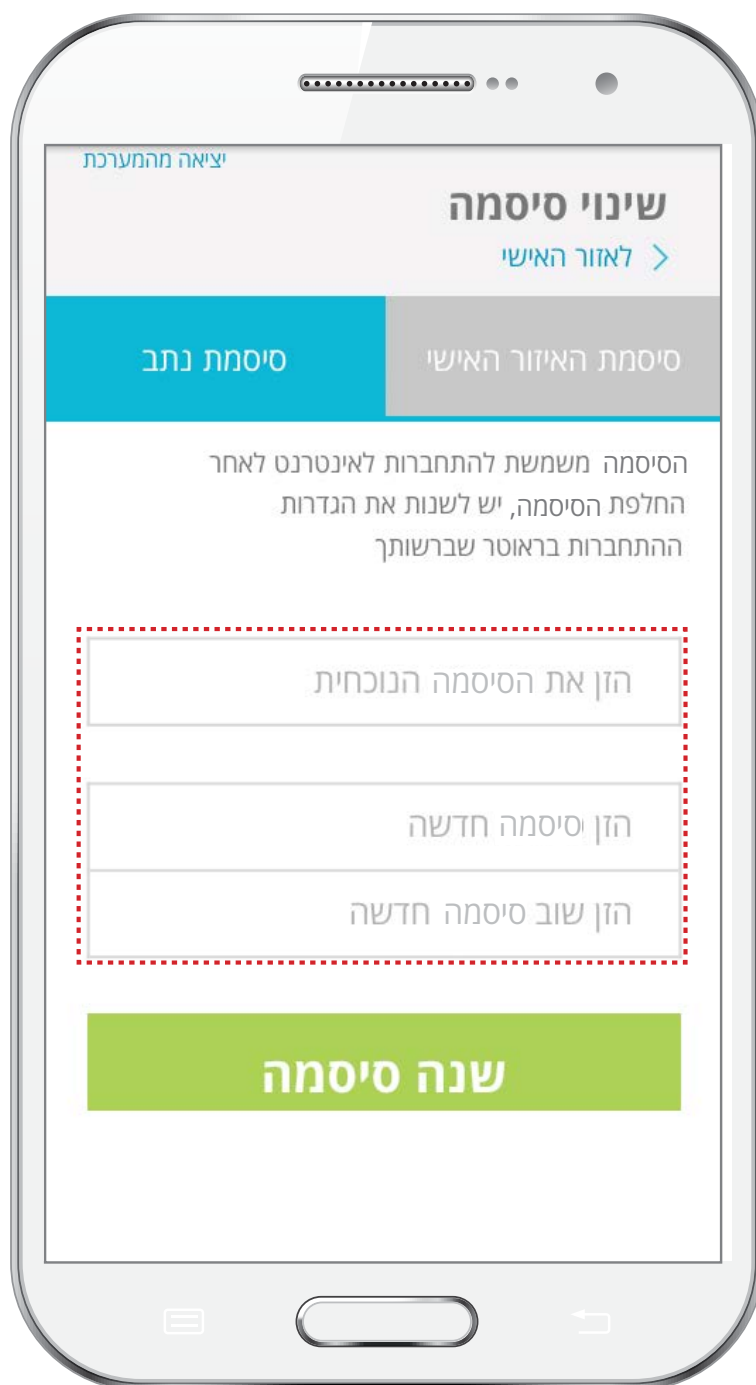 יציאה מהמערכת
שינוי סיסמה
לאזור האישי
סיסמת האיזור האישי
סיסמת נתב
הסיסמה משמשת להתחברות לאינטרנט לאחר
החלפת הסיסמה, יש לשנות את הגדרות
ההתחברות בראוטר שברשותך
הזן את הסיסמה הנוכחית
הזן סיסמה חדשה
הזן שוב סיסמה חדשה
שנה סיסמה